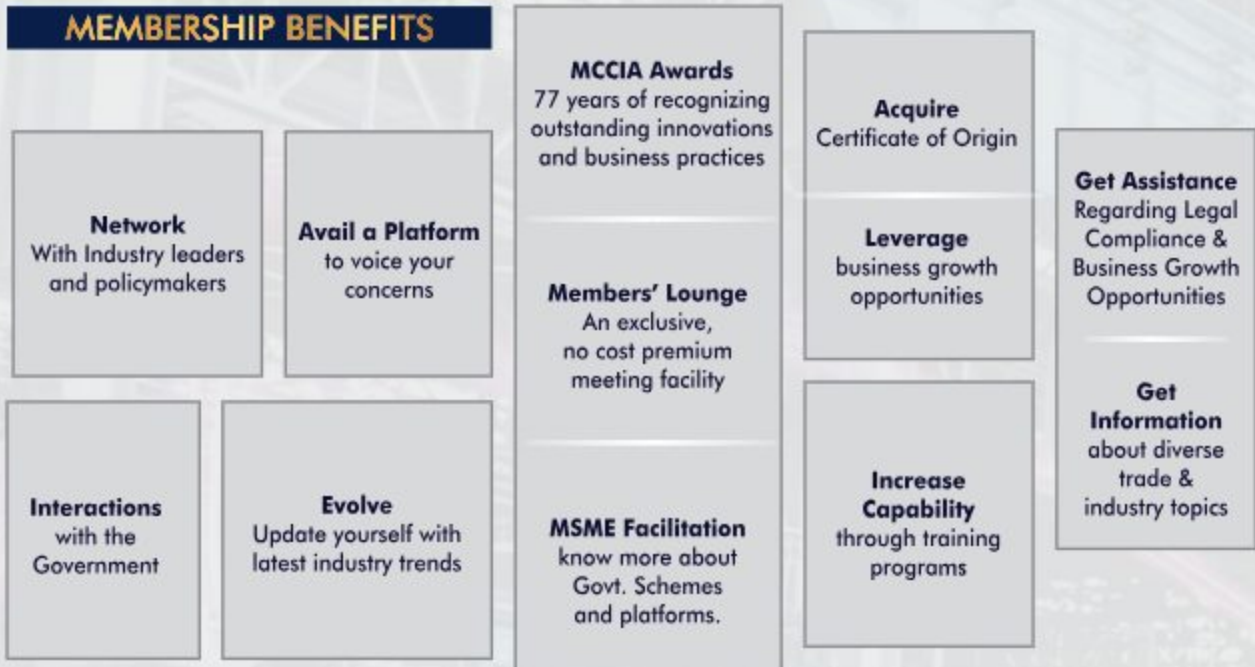 MEMBERSHIP BENEFITS
Network
With Industry leaders
and policymakers
Avail a Platform
to voice your
concerns
Interactions
with the
Government
Evolve
Update yourself with
latest industry trends
MCCIA Awards
77 years of recognizing
outstanding innovations
and business practices
Members’ Lounge
An exclusive,
no cost premium
meeting facility
MSME Facilitation
know more about
Govt. Schemes
and platforms.
Acquire
Certificate of Origin
Leverage
business growth
opportunities
Increase
Capability
through training
programs
Get Assistance
Regarding Legal
Compliance &
Business Growth
Opportunities
Get
Information
about diverse
trade &
industry topics